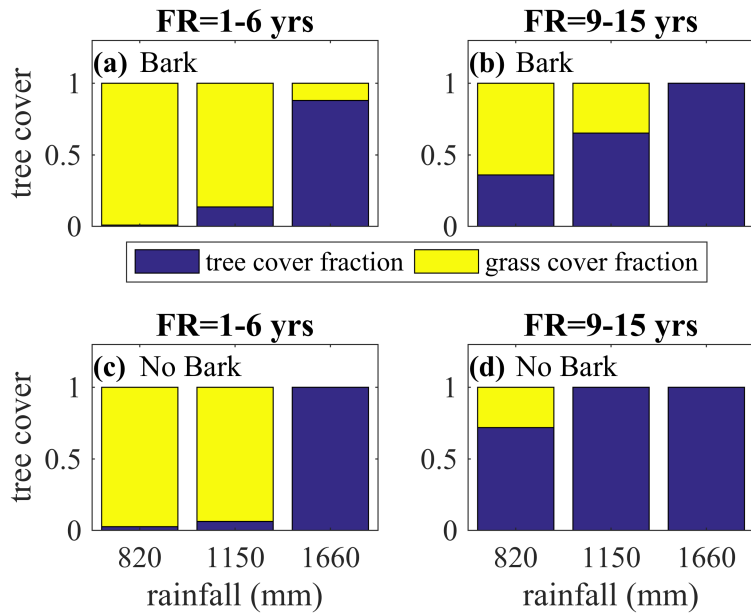 FR=1-6 yrs
FR=9-15 yrs
(a) Bark
(b) Bark
tree cover
1
0.5
0
1
0.5
0
tree cover fraction
grass cover fraction
FR=1-6 yrs
FR=9-15 yrs
(c) No Bark
(d) No Bark
tree cover
1
0.5
0
1
0.5
0
820 1150 1660
820 1150 1660
rainfall (mm)
rainfall (mm)